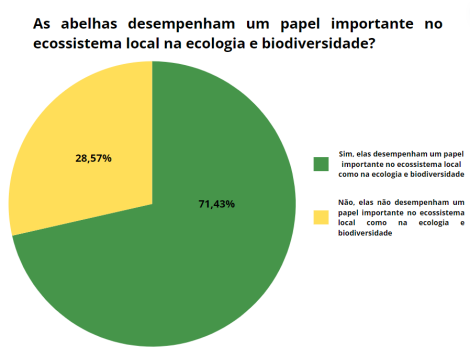 As abelhas desempenham um papel importante no
ecossistema local na ecologia e biodiversidade?
28,57%
71,43%
Sim, elas desempenham um papel
importante no ecossistema local
como na ecologia e biodiversidade
Não, elas não desempenham um
papel importante no ecossistema
local como na ecologia e
biodiversidade